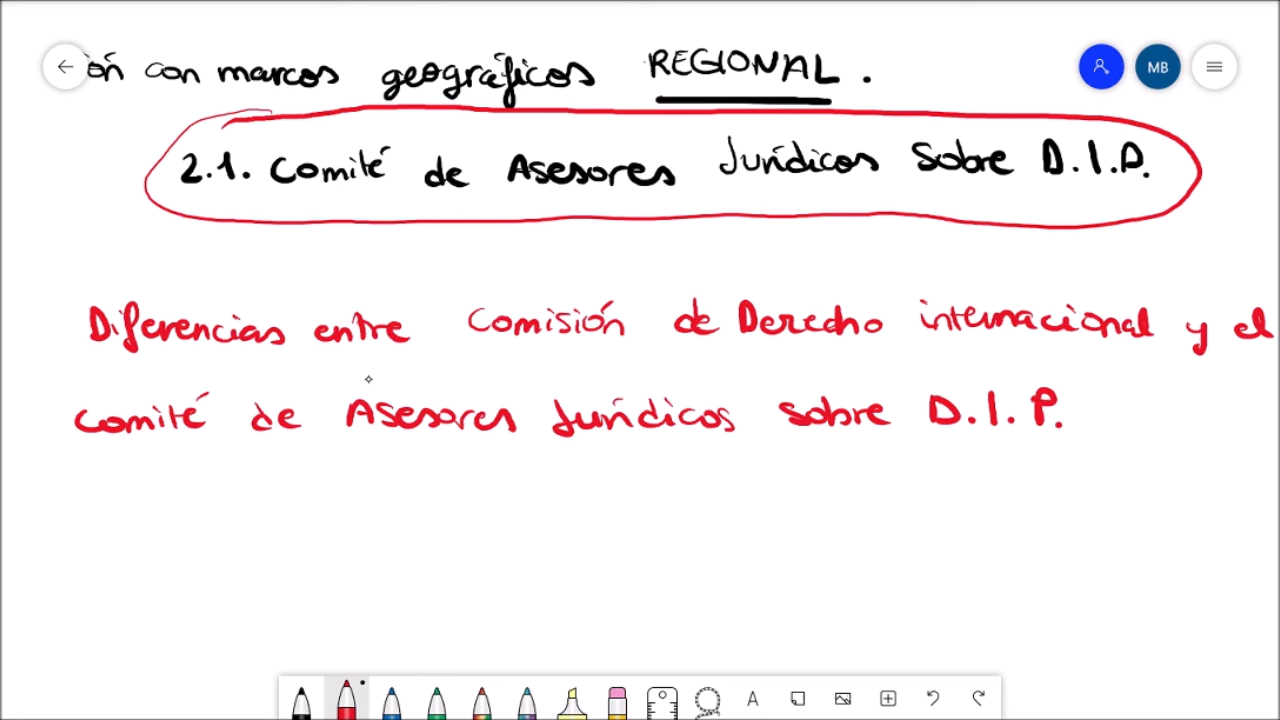 ión con marcos geográficos REGIONAL.
MB
2.1. Comité de Asesores Jurídicos Sobre D.I.P.
Diferencias entre Comisión de Derecho internacional y el
comité de Asesores Jurídicos sobre D.I.P.
A